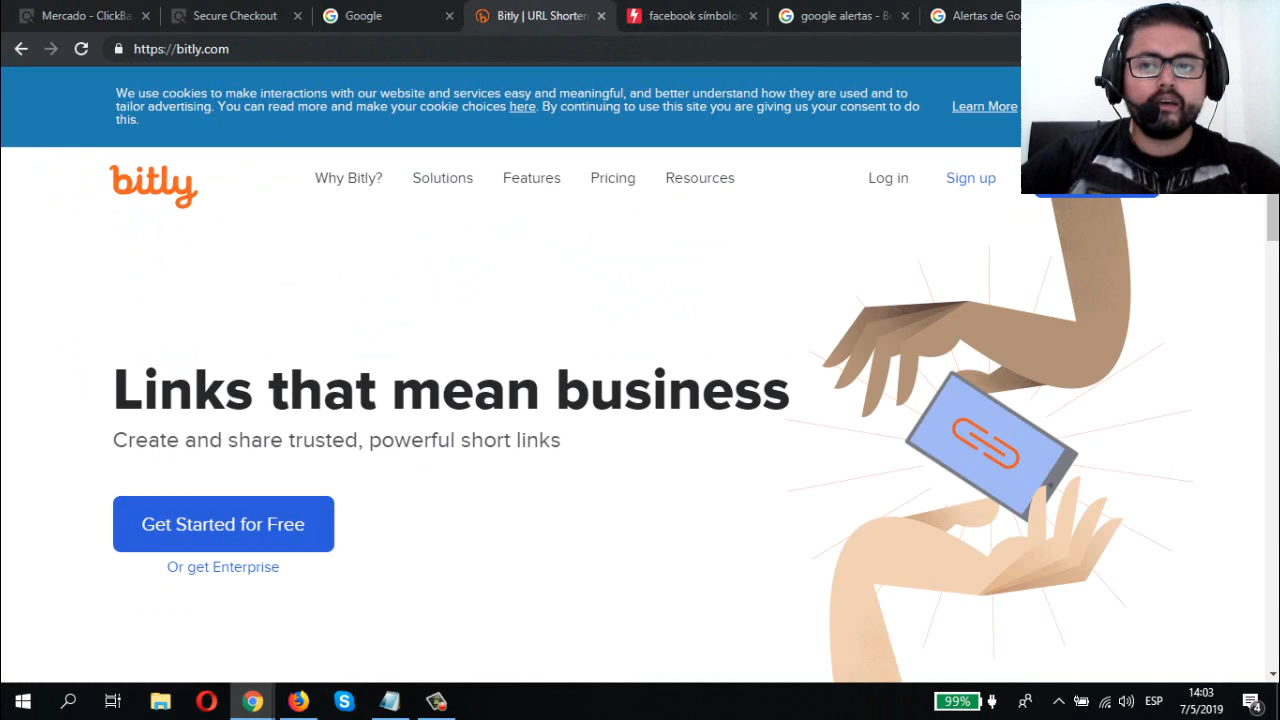 Mercado - ClickBa
Secure Checkout
Google
Bitly | URL Shorten
facebook símbolo
google alertas - B
Alertas de Go
https://bitly.com
We use cookies to make interactions with our website and services easy and meaningful, and better understand how they are used and to
tailor advertising. You can read more and make your cookie choices here. By continuing to use this site you are giving us your consent to do
this.
Learn More
bitly
Why Bitly?
Solutions
Features
Pricing
Resources
Log in
Sign up
Links that mean business
Create and share trusted, powerful short links
Get Started for Free
Or get Enterprise
99%
ESP
14:03
7/5/2019
4